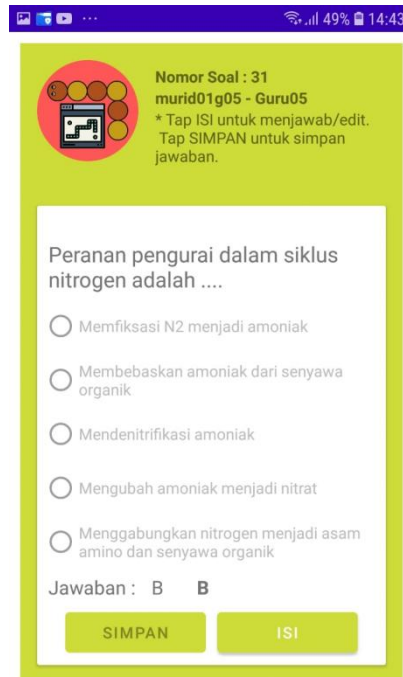 49% 14:43
Nomor Soal : 31
murid01g05 - Guru05
* Tap ISI untuk menjawab/edit.
Tap SIMPAN untuk simpan
jawaban.
Peranan pengurai dalam siklus
nitrogen adalah ....
Memfiksasi N2 menjadi amoniak
Membebaskan amoniak dari senyawa
organik
Mendenitrifikasi amoniak
Mengubah amoniak menjadi nitrat
Menggabungkan nitrogen menjadi asam
amino dan senyawa organik
Jawaban : B B
SIMPAN ISI